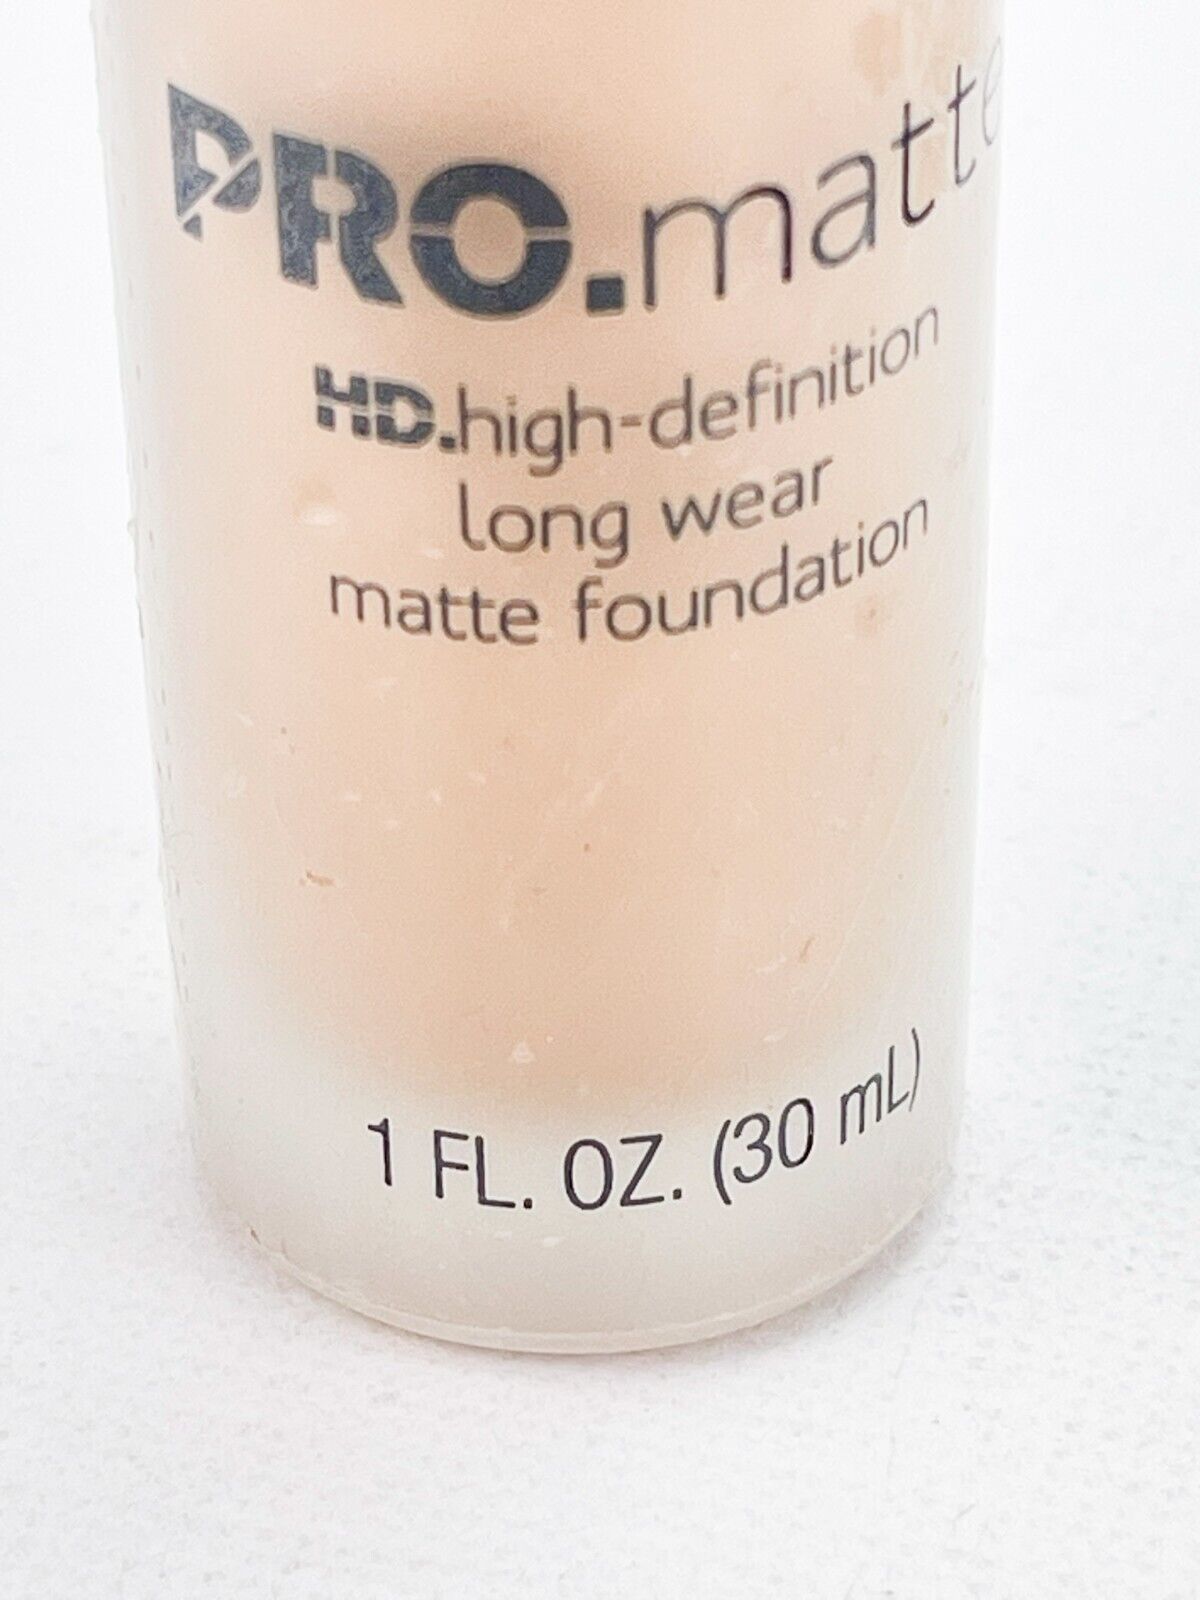 PRO.matte
HD.high-definition
long wear
matte foundation
1 FL. OZ. (30 mL)